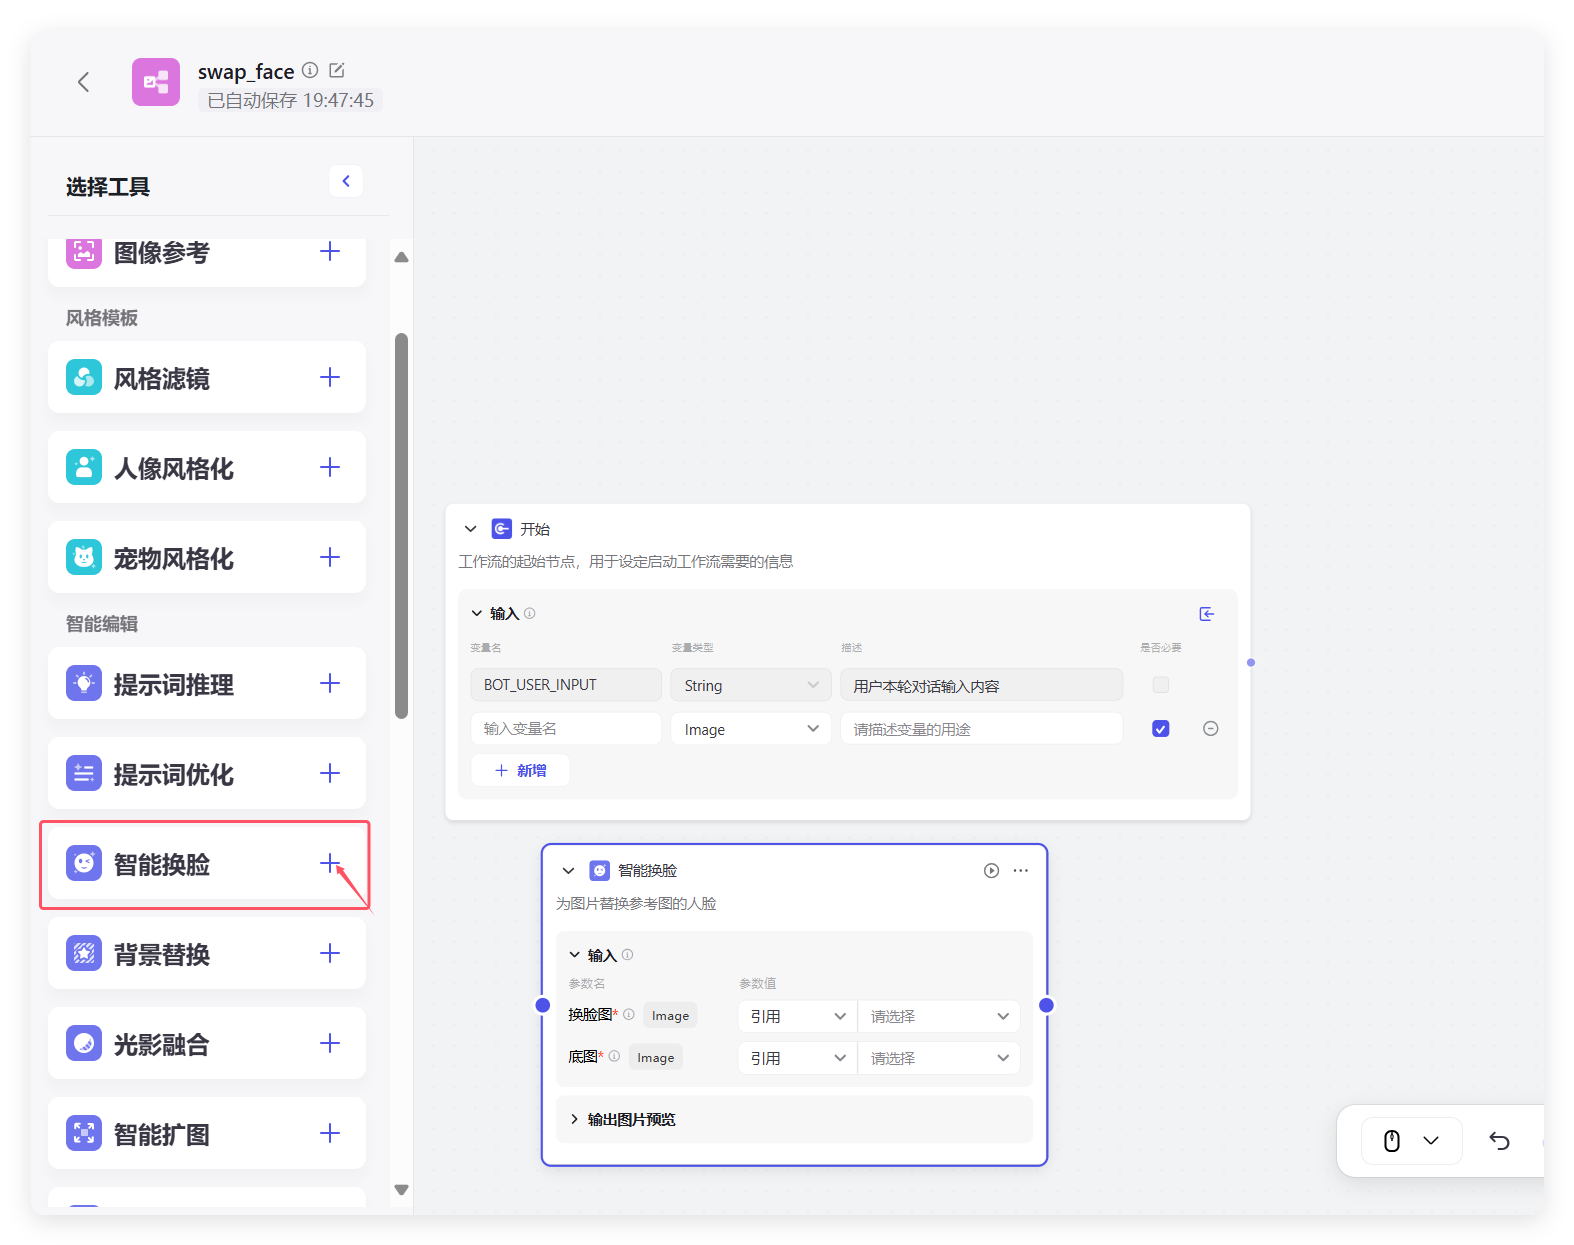 swap_face
已自动保存 19:47:45
选择工具
图像参考
风格模板
风格滤镜
人像风格化
宠物风格化
智能编辑
提示词推理
提示词优化
智能换脸
背景替换
光影融合
智能扩图
开始
工作流的起始节点，用于设定启动工作流需要的信息
输入
变量名 变量类型 描述 是否必要
BOT_USER_INPUT String 用户本轮对话输入内容
输入变量名 Image 请描述变量的用途
新增
智能换脸
为图片替换参考图的人脸
输入
参数名 参数值
换脸图* Image 引用 请选择
底图* Image 引用 请选择
输出图片预览